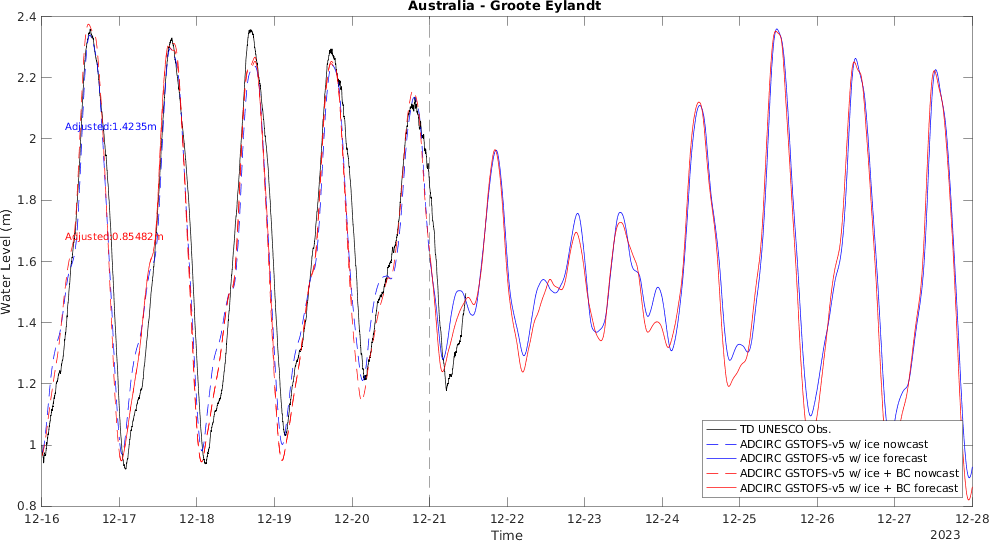 Australia - Groote Eylandt
2.4
2.2
2
1.8
1.6
1.4
1.2
1
0.8
Water Level (m)
Adjusted:1.4235m
Adjusted:0.85482m
TD UNESCO Obs.
ADCIRC GSTOFS-v5 w/ ice nowcast
ADCIRC GSTOFS-v5 w/ ice forecast
ADCIRC GSTOFS-v5 w/ ice + BC nowcast
ADCIRC GSTOFS-v5 w/ ice + BC forecast
12-16 12-17 12-18 12-19 12-20 12-21 12-22 12-23 12-24 12-25 12-26 12-27 12-28
Time
2023